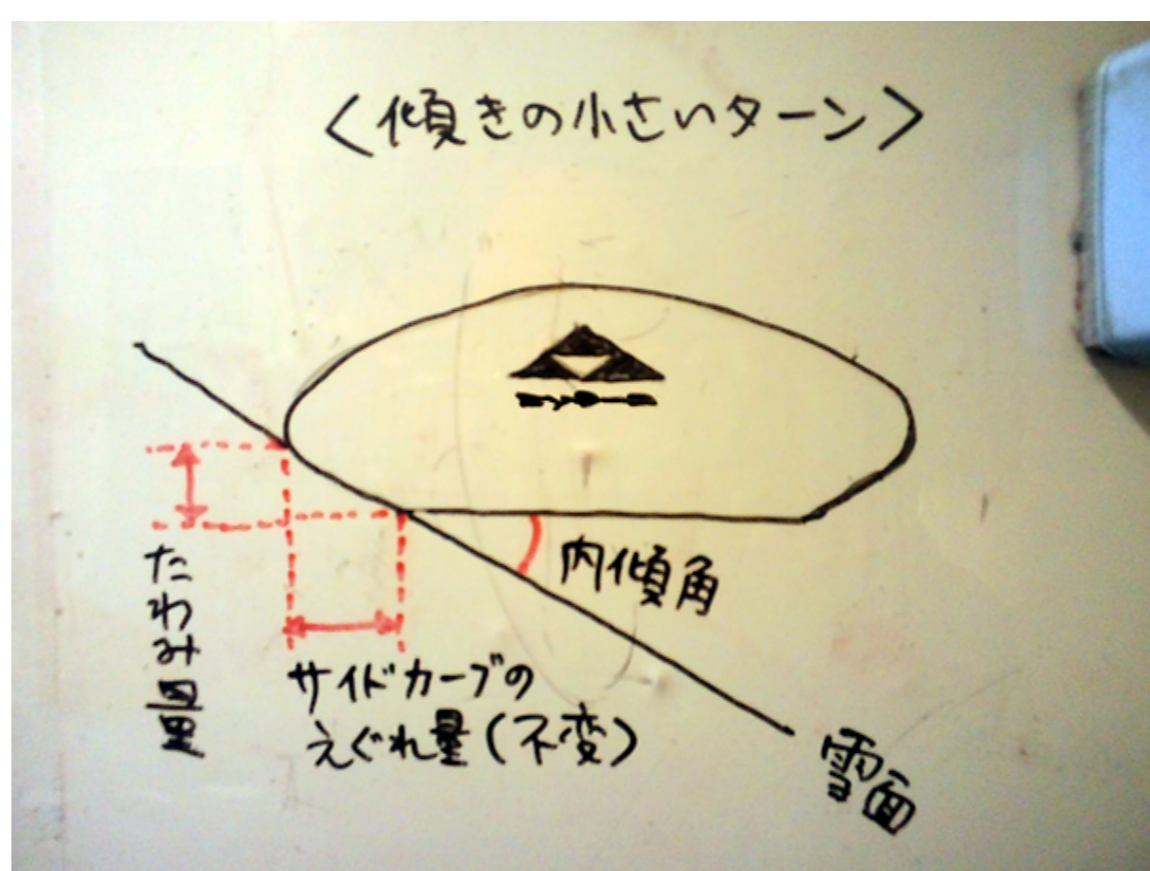 <傾きの小さいターン>
内傾角
たわみ量
サイドカーブの
えぐれ量(不変)
雪面